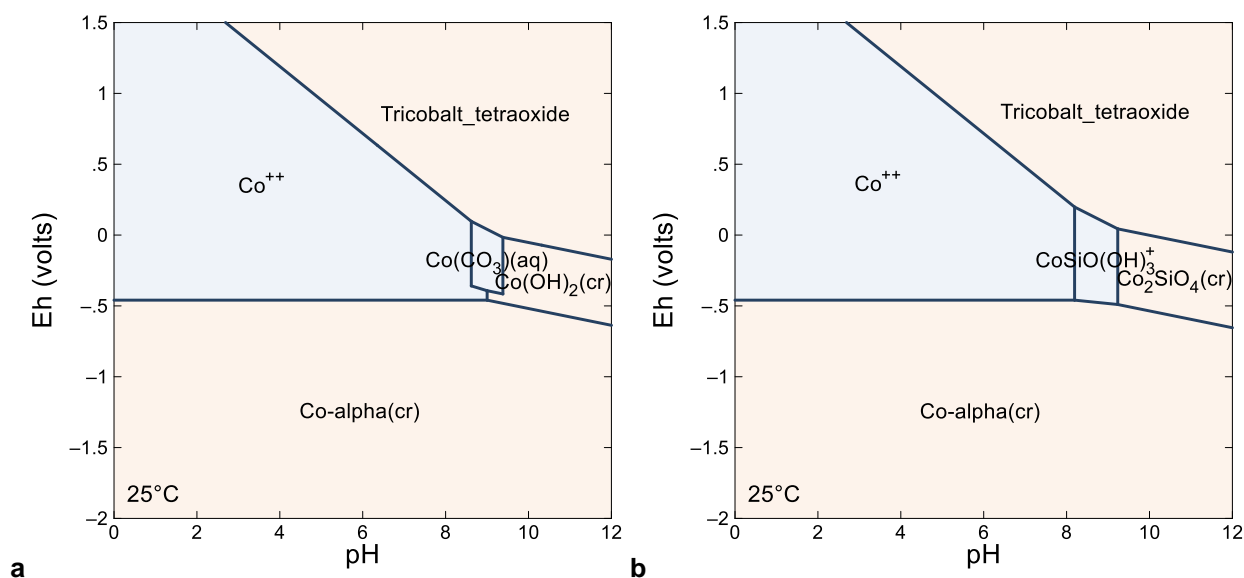 1.5
1
.5
0
–.5
–1
–1.5
–2
Eh (volts)
Tricobalt_tetraoxide
Co++
Co(CO3)(aq)
Co(OH)2(cr)
Co-alpha(cr)
25°C
0 2 4 6 8 10 12
pH
a
1.5
1
.5
0
–.5
–1
–1.5
–2
Eh (volts)
Tricobalt_tetraoxide
Co++
CoSiO(OH)3+
Co2SiO4(cr)
Co-alpha(cr)
25°C
0 2 4 6 8 10 12
pH
b